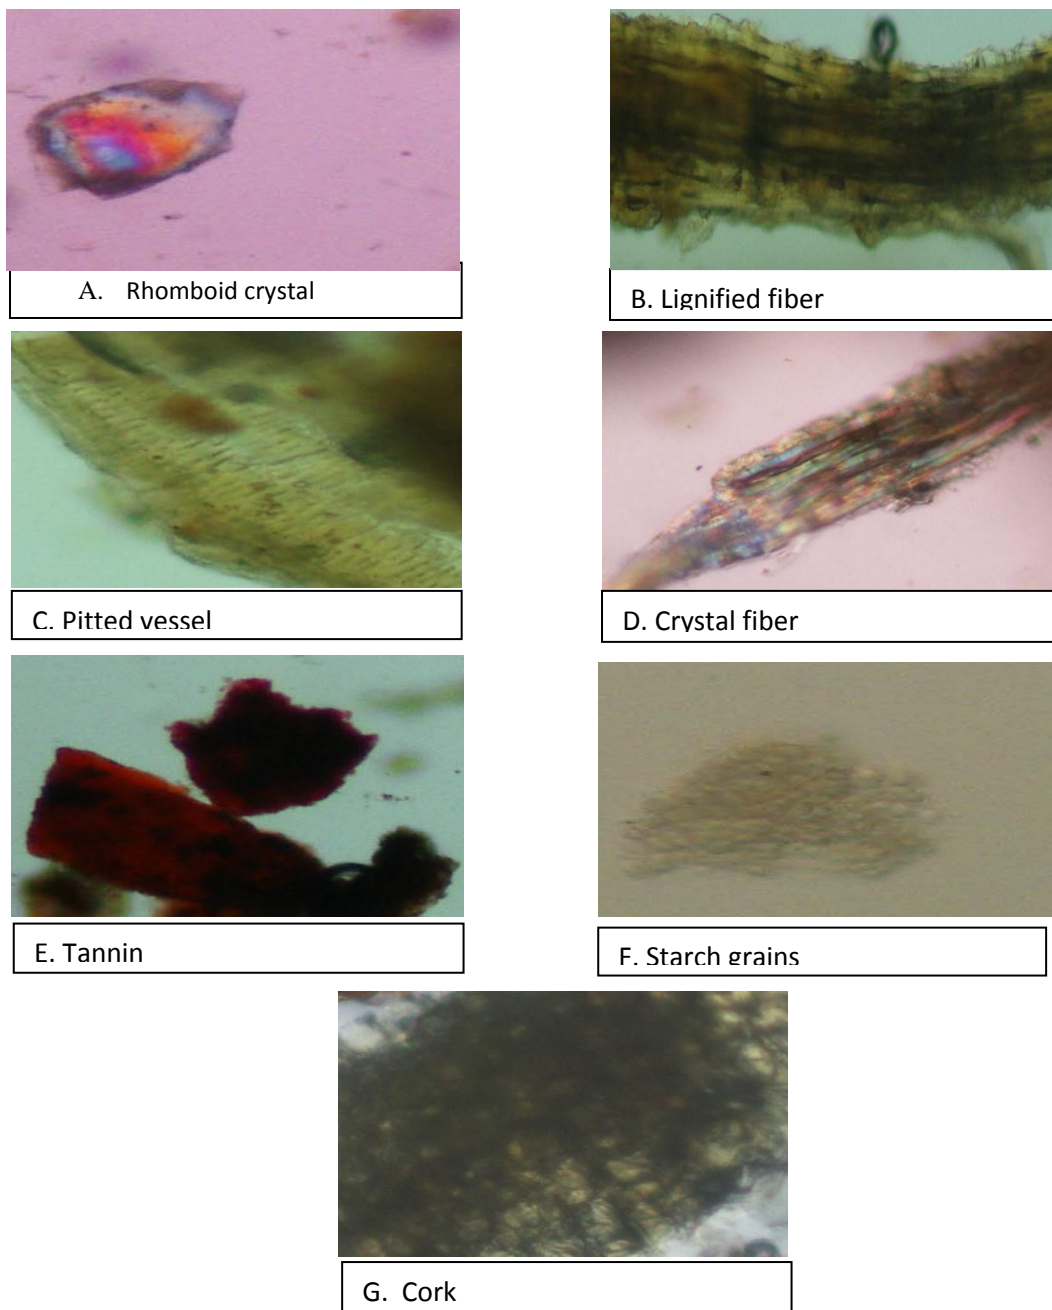 A. Rhomboid crystal
B. Lignified fiber
C. Pitted vessel
D. Crystal fiber
E. Tannin
F. Starch grains
G. Cork